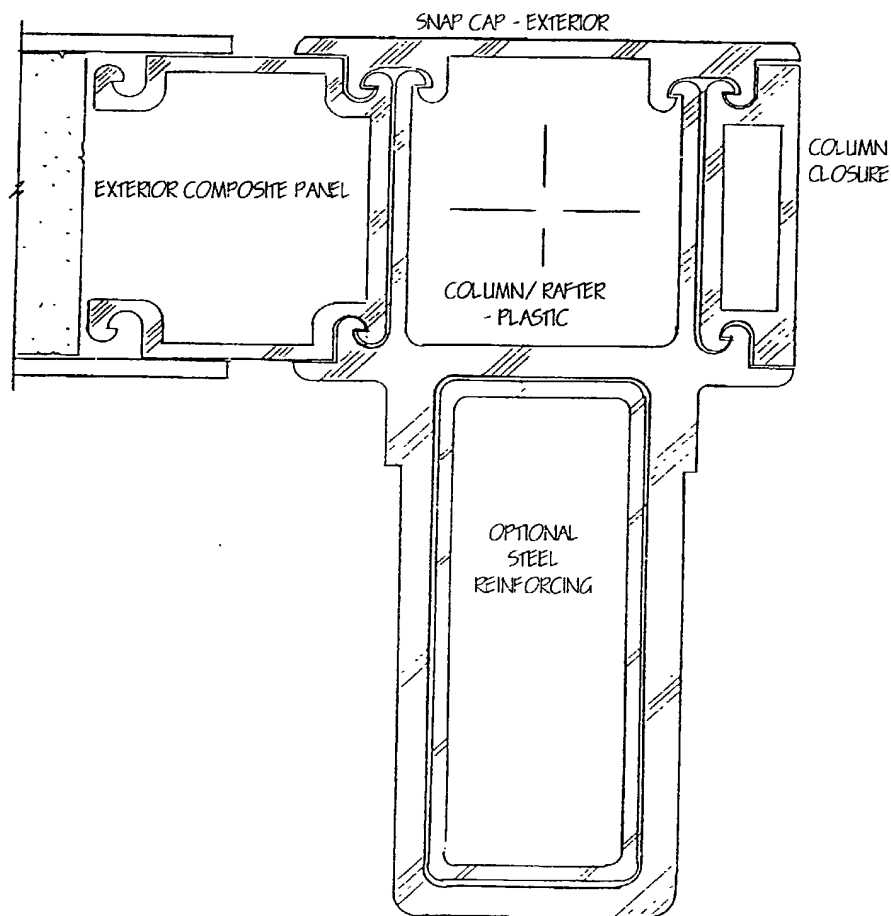 SNAP CAP - EXTERIOR
COLUMN
CLOSURE
EXTERIOR COMPOSITE PANEL
COLUMN/ RAFTER
- PLASTIC
OPTIONAL
STEEL
REINFORCING